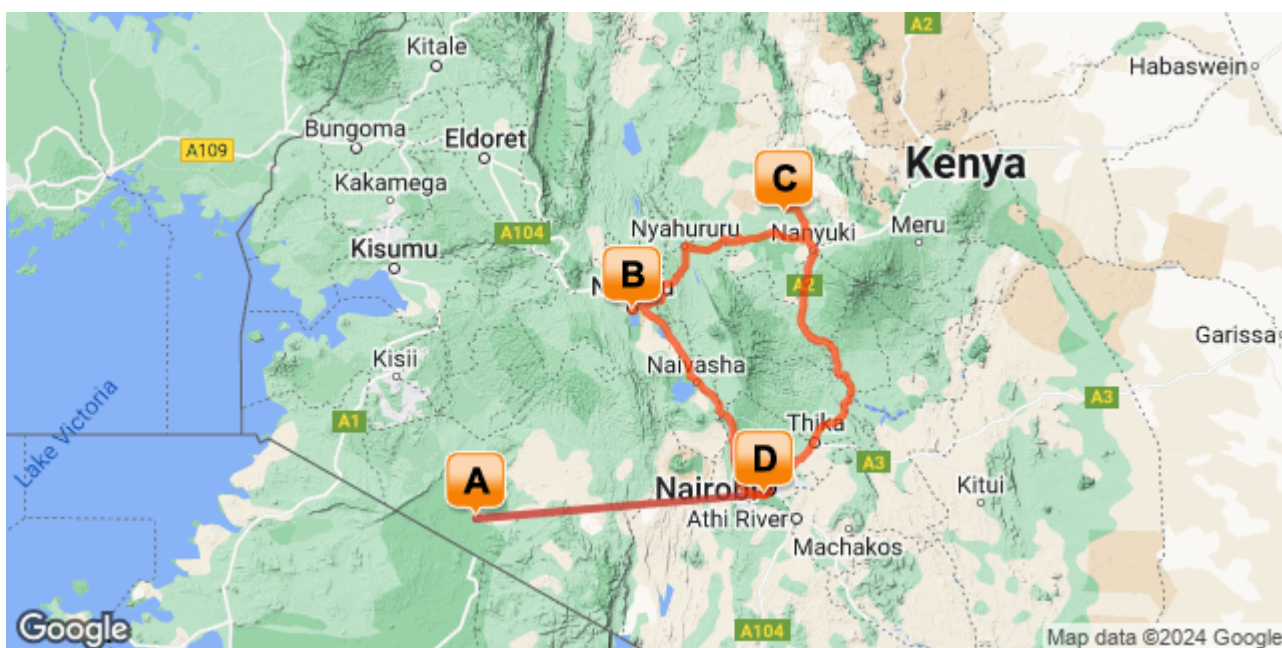 A2
Habaswein
Kitale
Bungoma
A109
Eldoret
Kenya
Kakamega
C
Nyahururu
Nanyuki
Meru
A104
Kisumu
B
A2
Garissa
Kisii
Naivasha
Lake Victoria
A1
A3
Thika
D
A3
A
Nairobi
Kitui
Athi River
Machakos
A104
Google
Map data ©2024 Google